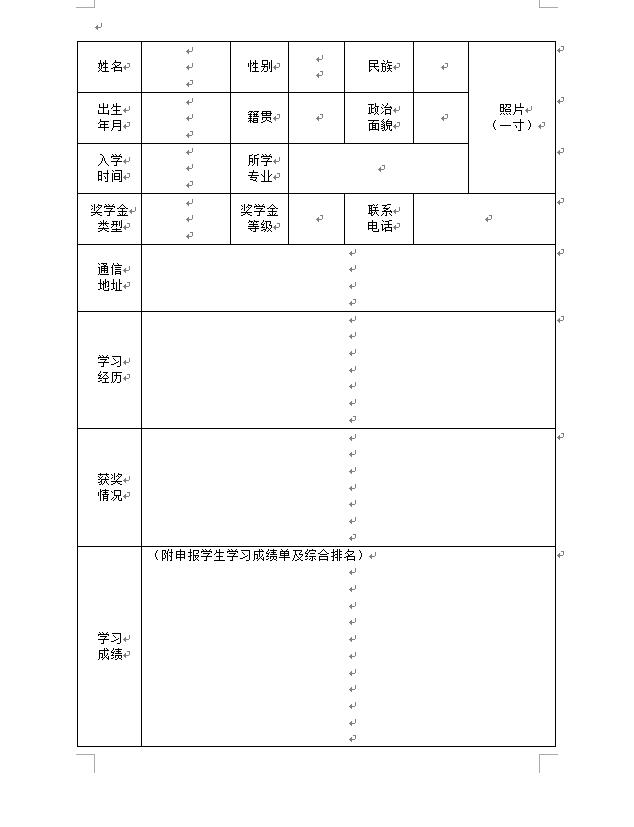 姓名
性别
民族
照片
（一寸）
出生
年月
籍贯
政治
面貌
入学
时间
所学
专业
奖学金
类型
奖学金
等级
联系
电话
通信
地址
学习
经历
获奖
情况
学习
成绩
（附申报学生学习成绩单及综合排名）